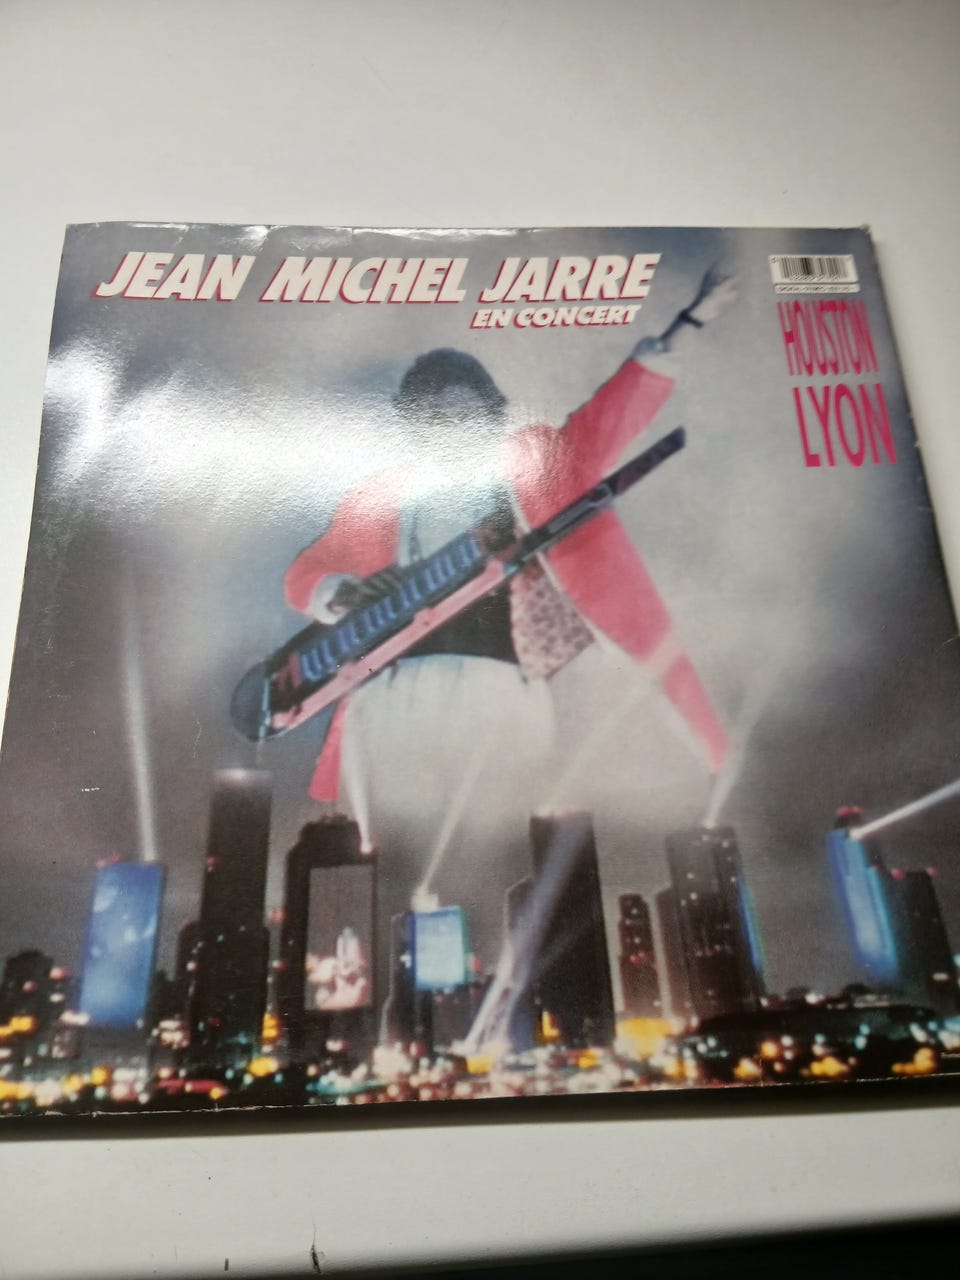 JEAN MICHEL JARRE
EN CONCERT
HOUSTON
LYON